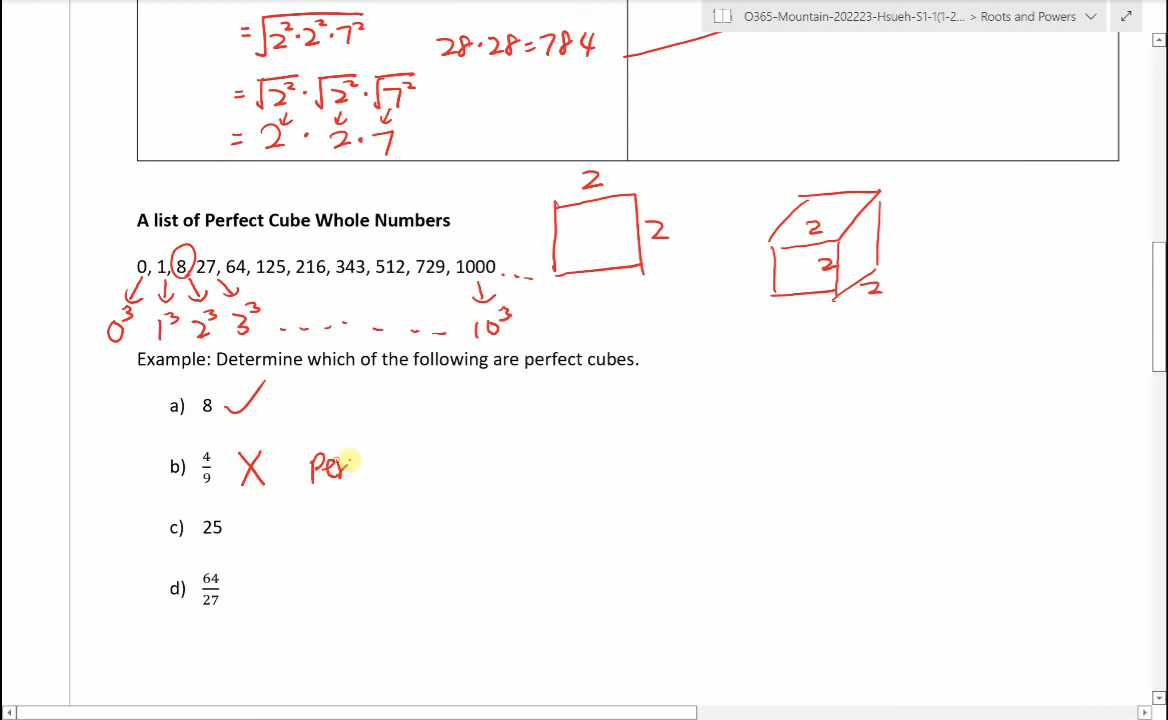 O365-Mountain-202223-Hsueh-S1-1(1-2... > Roots and Powers
= √2²·2²·7²
28·28=784
= √2² · √2² · √7²
= 2 · 2 · 7
2
2
A list of Perfect Cube Whole Numbers
2
2
2
0, 1, 8, 27, 64, 125, 216, 343, 512, 729, 1000 ...
0³ 1³ 2³ 3³ ........ 10³
Example: Determine which of the following are perfect cubes.
a) 8 ✓
b) 4/9 X Per
c) 25
d) 64/27